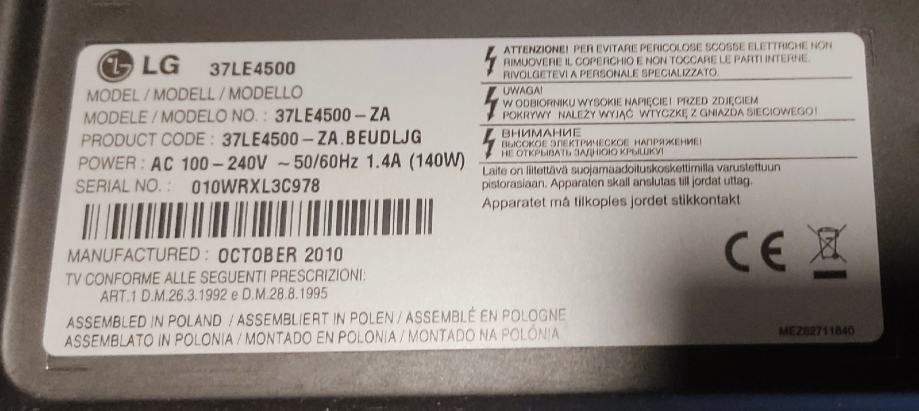 LG 37LE4500
MODEL / MODELL / MODELLO
MODELE / MODELO NO. : 37LE4500-ZA
PRODUCT CODE : 37LE4500-ZA.BEUDLJG
POWER : AC 100-240V ~50/60Hz 1.4A (140W)
SERIAL NO. : 010WRXL3C978
MANUFACTURED : OCTOBER 2010
TV CONFORME ALLE SEGUENTI PRESCRIZIONI:
ART.1 D.M.26.3.1992 e D.M.28.8.1995
ASSEMBLED IN POLAND / ASSEMBLIERT IN POLEN / ASSEMBLÉ EN POLOGNE
ASSEMBLATO IN POLONIA / MONTADO EN POLONIA / MONTADO NA POLÓNIA
ATTENZIONE! PER EVITARE PERICOLOSE SCOSSE ELETTRICHE NON
RIMUOVERE IL COPERCHIO E NON TOCCARE LE PARTI INTERNE.
RIVOLGETEVI A PERSONALE SPECIALIZZATO.
UWAGA!
W ODBIORNIKU WYSOKIE NAPIĘCIE! PRZED ZDJĘCIEM
POKRYWY NALEŻY WYJĄĆ WTYCZKĘ Z GNIAZDA SIECIOWEGO!
ВНИМАНИЕ
ВЫСОКОЕ ЭЛЕКТРИЧЕСКОЕ НАПРЯЖЕНИЕ!
НЕ ОТКРЫВАТЬ ЗАДНЮЮ КРЫШКУ!
Laite on liitettävä suojamaadoituskoskettimilla varustettuun
pistorasiaan. Apparaten skall anslutas till jordat uttag.
Apparatet må tilkoples jordet stikkontakt
CE
MEZ62711840